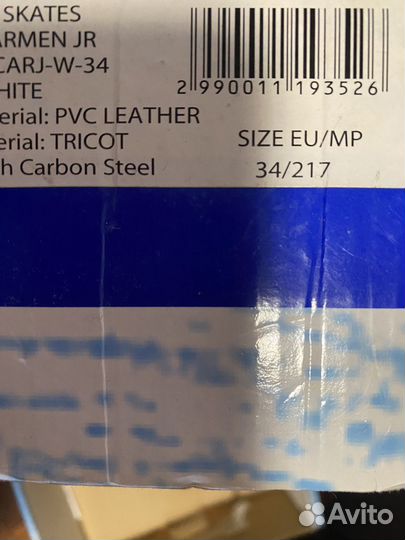 SKATES
ARMEN JR
CARJ-W-34
HITE
erial: PVC LEATHER
erial: TRICOT
h Carbon Steel
2 990011 193526
SIZE EU/MP
34/217
Avito